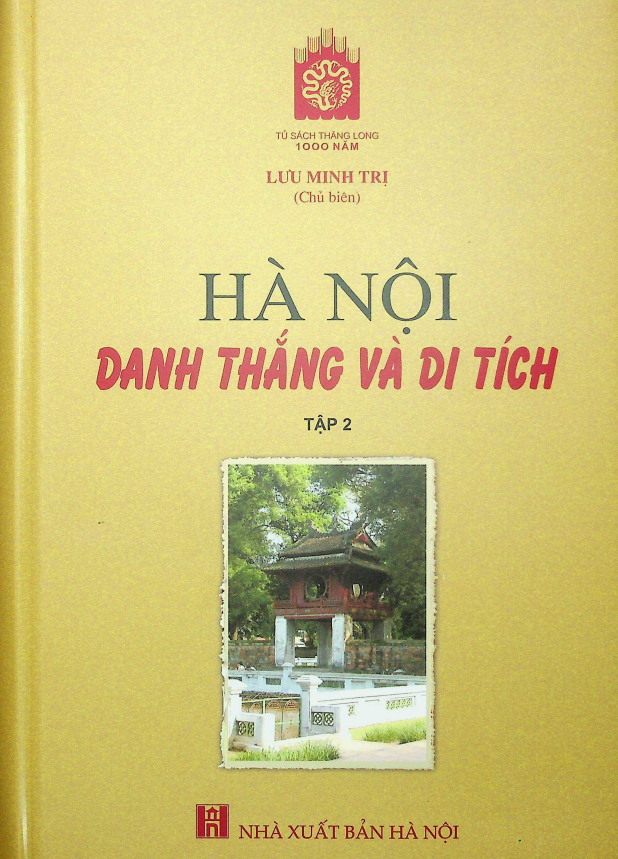 TỦ SÁCH THĂNG LONG
1000 NĂM
LƯU MINH TRỊ
(Chủ biên)
HÀ NỘI
DANH THẮNG VÀ DI TÍCH
TẬP 2
NHÀ XUẤT BẢN HÀ NỘI